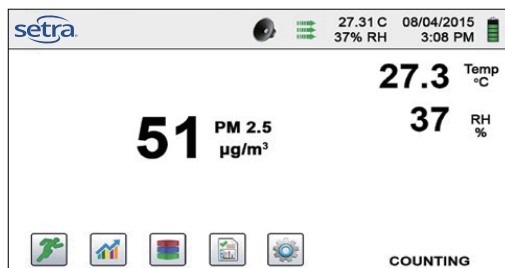 setra
27.31 C 08/04/2015
37% RH 3:08 PM
27.3 Temp °C
37 RH %
51 PM 2.5 µg/m³
COUNTING